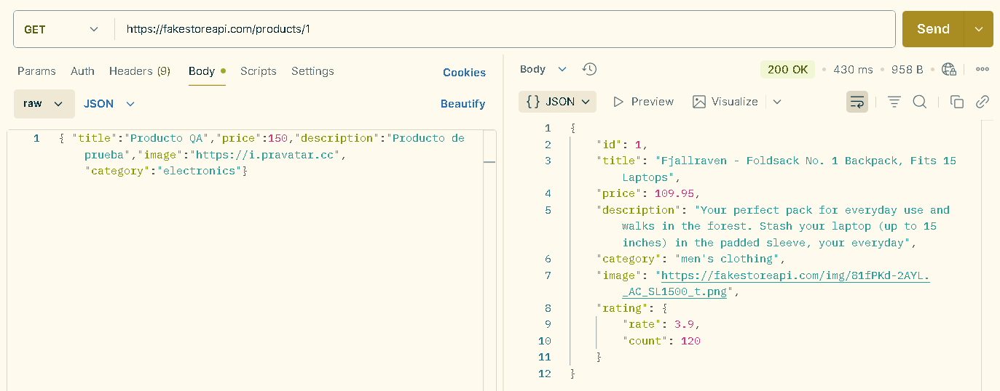 GET https://fakestoreapi.com/products/1 Send
Params Auth Headers (9) Body Scripts Settings Cookies
raw JSON Beautify
1 { "title":"Producto QA","price":150,"description":"Producto de
prueba","image":"https://i.pravatar.cc",
"category":"electronics"}
Body 200 OK 430 ms 958 B
{} JSON Preview Visualize
1 {
2 "id": 1,
3 "title": "Fjallraven - Foldsack No. 1 Backpack, Fits 15
Laptops",
4 "price": 109.95,
5 "description": "Your perfect pack for everyday use and
walks in the forest. Stash your laptop (up to 15
inches) in the padded sleeve, your everyday",
6 "category": "men's clothing",
7 "image": "https://fakestoreapi.com/img/81fPKd-2AYL.
_AC_SL1500_t.png",
8 "rating": {
9 "rate": 3.9,
10 "count": 120
11 }
12 }